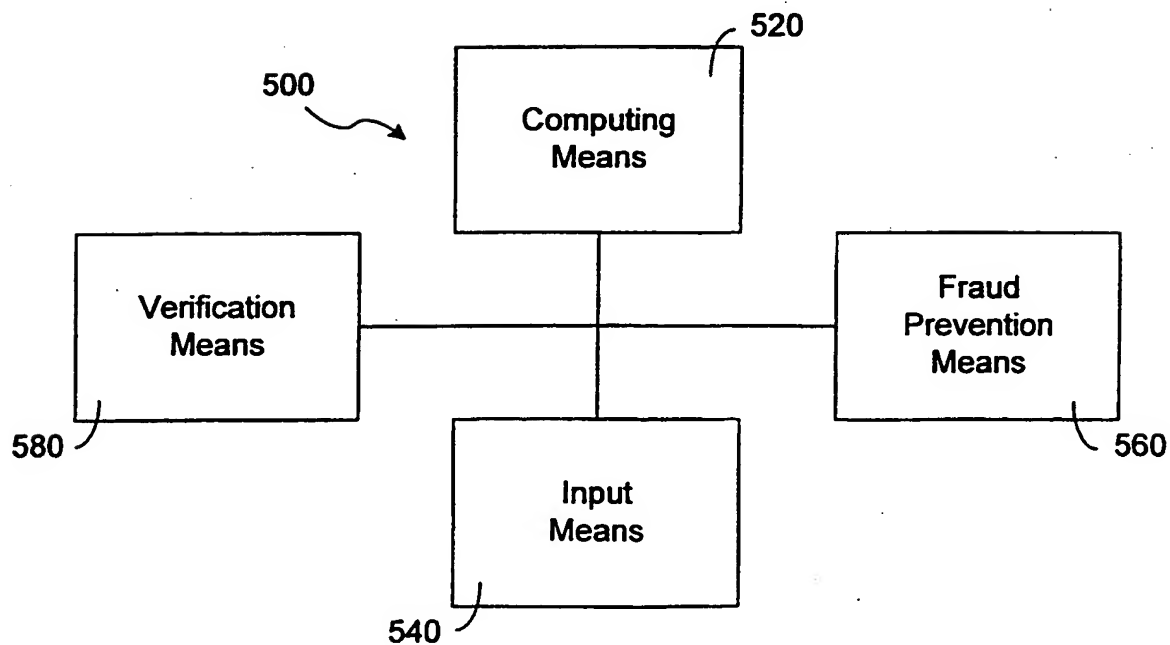 520
500
Computing
Means
Verification
Means
Fraud
Prevention
Means
580
560
Input
Means
540